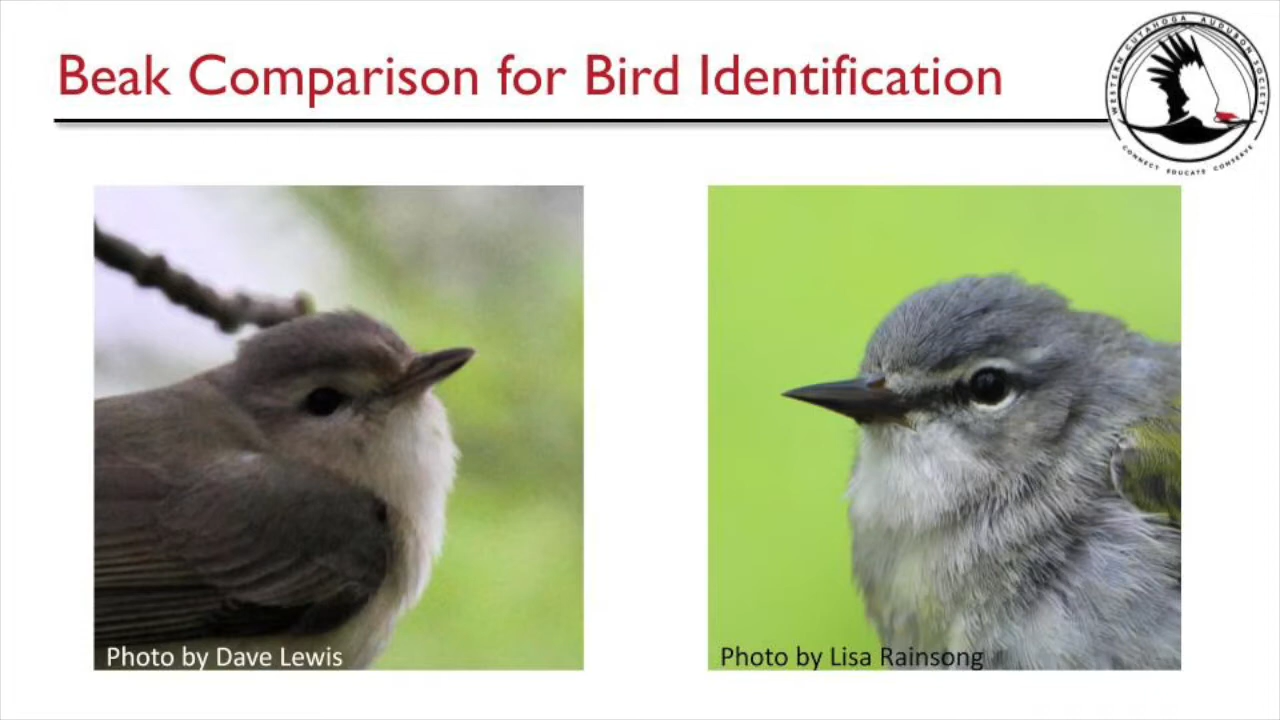 Beak Comparison for Bird Identification
WESTERN CUYAHOGA AUDUBON SOCIETY
CONNECT EDUCATE CONSERVE
Photo by Dave Lewis
Photo by Lisa Rainsong